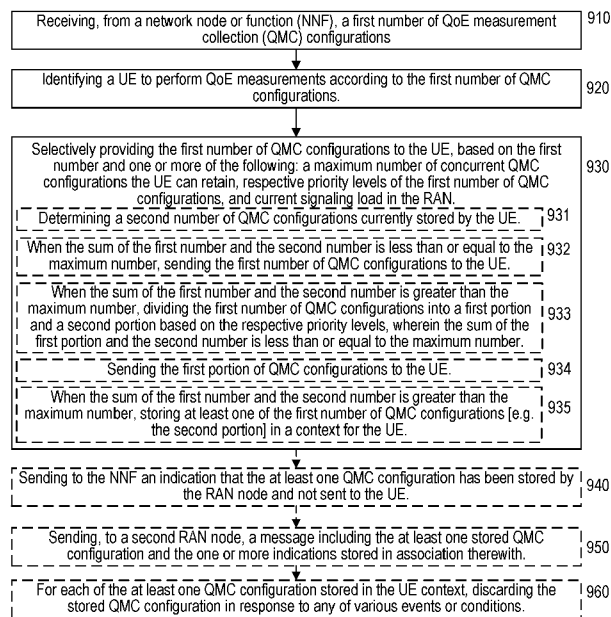 Receiving, from a network node or function (NNF), a first number of QoE measurement
collection (QMC) configurations
910
Identifying a UE to perform QoE measurements according to the first number of QMC
configurations.
920
Selectively providing the first number of QMC configurations to the UE, based on the first
number and one or more of the following: a maximum number of concurrent QMC
configurations the UE can retain, respective priority levels of the first number of QMC
configurations, and current signaling load in the RAN.
930
Determining a second number of QMC configurations currently stored by the UE.
931
When the sum of the first number and the second number is less than or equal to the
maximum number, sending the first number of QMC configurations to the UE.
932
When the sum of the first number and the second number is greater than the
maximum number, dividing the first number of QMC configurations into a first portion
and a second portion based on the respective priority levels, wherein the sum of the
first portion and the second number is less than or equal to the maximum number.
933
Sending the first portion of QMC configurations to the UE.
934
When the sum of the first number and the second number is greater than the
maximum number, storing at least one of the first number of QMC configurations [e.g.
the second portion] in a context for the UE.
935
Sending to the NNF an indication that the at least one QMC configuration has been stored by
the RAN node and not sent to the UE.
940
Sending, to a second RAN node, a message including the at least one stored QMC
configuration and the one or more indications stored in association therewith.
950
For each of the at least one QMC configuration stored in the UE context, discarding the
stored QMC configuration in response to any of various events or conditions.
960